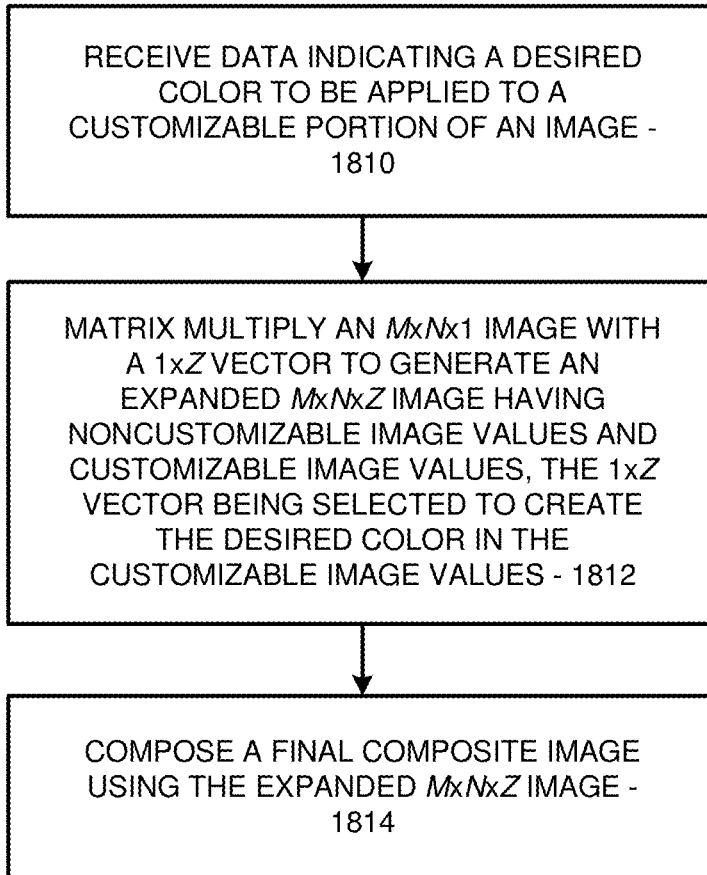 RECEIVE DATA INDICATING A DESIRED
COLOR TO BE APPLIED TO A
CUSTOMIZABLE PORTION OF AN IMAGE -
1810
MATRIX MULTIPLY AN MxNx1 IMAGE WITH
A 1xZ VECTOR TO GENERATE AN
EXPANDED MxNxZ IMAGE HAVING
NONCUSTOMIZABLE IMAGE VALUES AND
CUSTOMIZABLE IMAGE VALUES, THE 1xZ
VECTOR BEING SELECTED TO CREATE
THE DESIRED COLOR IN THE
CUSTOMIZABLE IMAGE VALUES - 1812
COMPOSE A FINAL COMPOSITE IMAGE
USING THE EXPANDED MxNxZ IMAGE -
1814